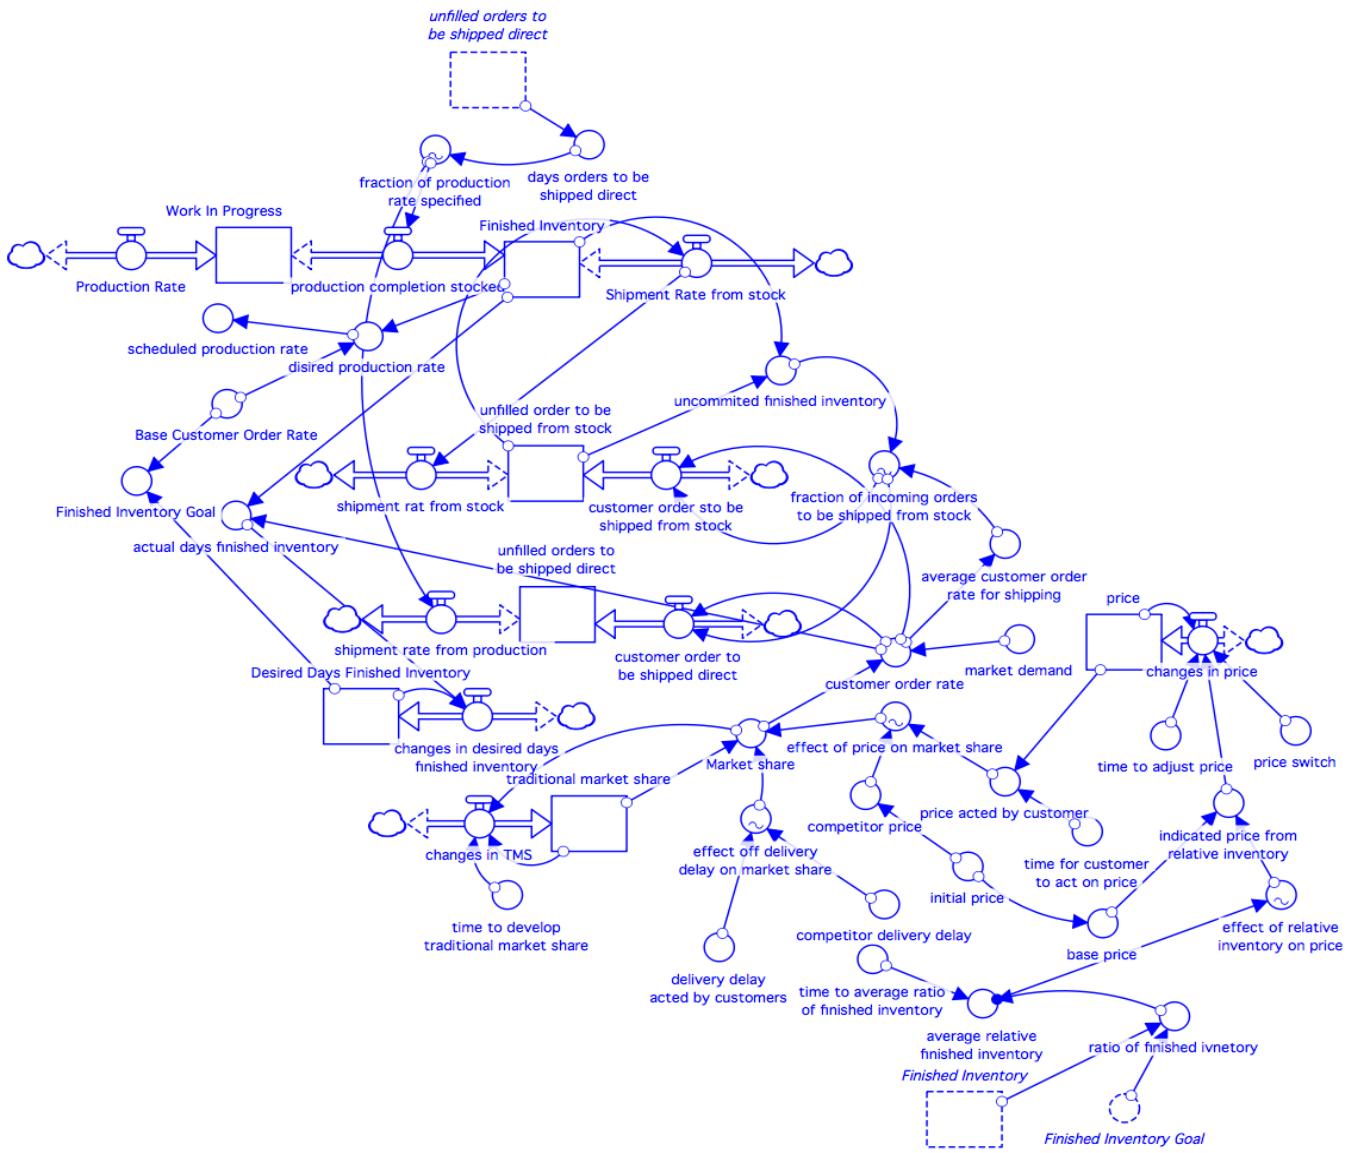 unfilled orders to
be shipped direct
fraction of production
rate specified
days orders to be
shipped direct
Work In Progress
Finished Inventory
Production Rate
production completion stocked
Shipment Rate from stock
scheduled production rate
disired production rate
uncommited finished inventory
Base Customer Order Rate
unfilled order to be
shipped from stock
Finished Inventory Goal
shipment rat from stock
customer order sto be
shipped from stock
fraction of incoming orders
to be shipped from stock
actual days finished inventory
unfilled orders to
be shipped direct
average customer order
rate for shipping
price
shipment rate from production
customer order to
be shipped direct
market demand
changes in price
Desired Days Finished Inventory
customer order rate
changes in desired days
finished inventory
effect of price on market share
Market share
time to adjust price
price switch
traditional market share
competitor price
price acted by customer
changes in TMS
effect off delivery
delay on market share
time for customer
to act on price
indicated price from
relative inventory
initial price
time to develop
traditional market share
competitor delivery delay
base price
effect of relative
inventory on price
delivery delay
acted by customers
time to average ratio
of finished inventory
average relative
finished inventory
ratio of finished ivnetory
Finished Inventory
Finished Inventory Goal